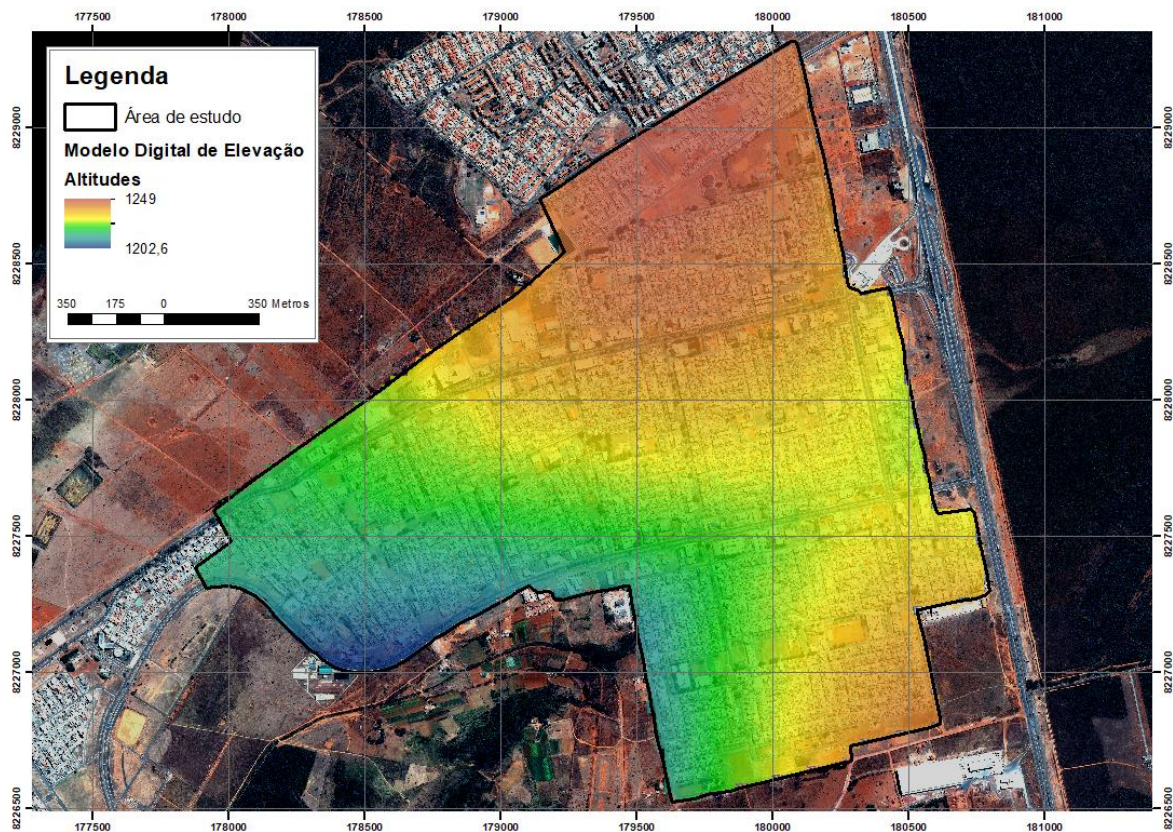 177500 178000 178500 179000 179500 180000 180500 181000
Legenda
Área de estudo
Modelo Digital de Elevação
Altitudes
1249
1202,6
350 175 0 350 Metros
8229000 8229000
8228500 8228500
8228000 8228000
8227500 8227500
8227000 8227000
8226500 8226500
177500 178000 178500 179000 179500 180000 180500 181000